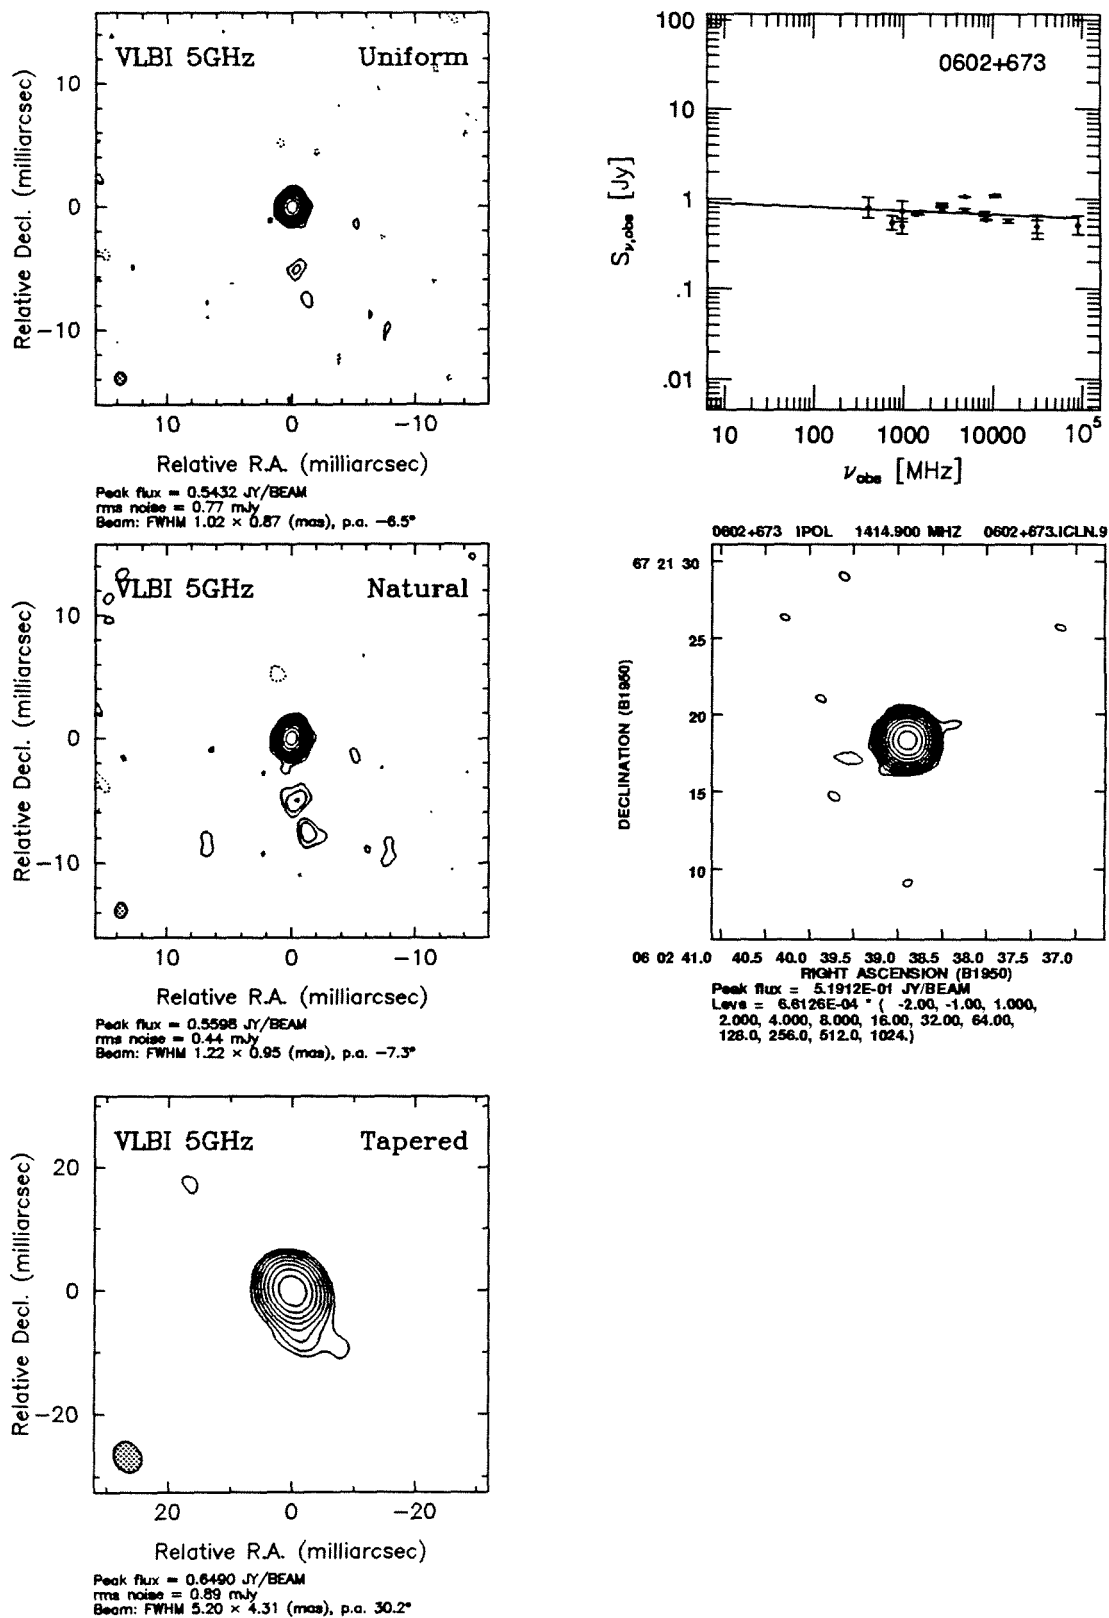 VLBI 5GHz Uniform
10
0
−10
Relative Decl. (milliarcsec)
10 0 −10
Relative R.A. (milliarcsec)
Peak flux = 0.5432 JY/BEAM
rms noise = 0.77 mJy
Beam: FWHM 1.02 × 0.87 (mas), p.a. −6.5°
0602+673
100
10
1
.1
.01
Sν,obs [Jy]
10 100 1000 10000 10⁵
νobs [MHz]
VLBI 5GHz Natural
10
0
−10
Relative Decl. (milliarcsec)
10 0 −10
Relative R.A. (milliarcsec)
Peak flux = 0.5598 JY/BEAM
rms noise = 0.44 mJy
Beam: FWHM 1.22 × 0.95 (mas), p.a. −7.3°
0602+673 IPOL 1414.900 MHZ 0602+673.ICLN.9
67 21 30
25
20
15
10
DECLINATION (B1950)
06 02 41.0 40.5 40.0 39.5 39.0 38.5 38.0 37.5 37.0
RIGHT ASCENSION (B1950)
Peak flux = 5.1912E-01 JY/BEAM
Levs = 6.6126E-04 * ( -2.00, -1.00, 1.000,
2.000, 4.000, 8.000, 16.00, 32.00, 64.00,
128.0, 256.0, 512.0, 1024.)
VLBI 5GHz Tapered
20
0
−20
Relative Decl. (milliarcsec)
20 0 −20
Relative R.A. (milliarcsec)
Peak flux = 0.6490 JY/BEAM
rms noise = 0.89 mJy
Beam: FWHM 5.20 × 4.31 (mas), p.a. 30.2°